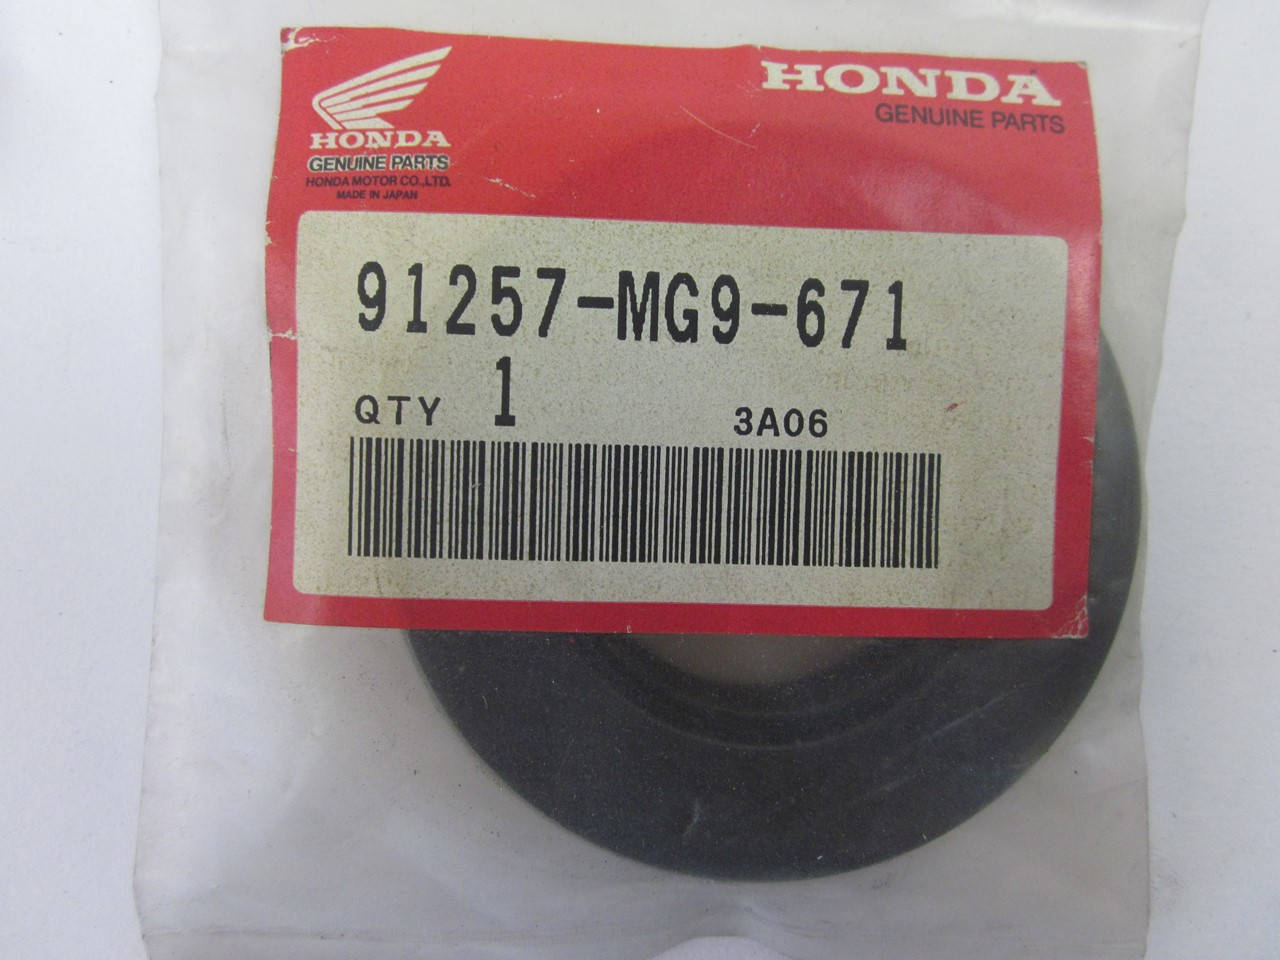 HONDA
GENUINE PARTS
HONDA MOTOR CO.,LTD.
MADE IN JAPAN
HONDA
GENUINE PARTS
91257-MG9-671
QTY 1 3A06